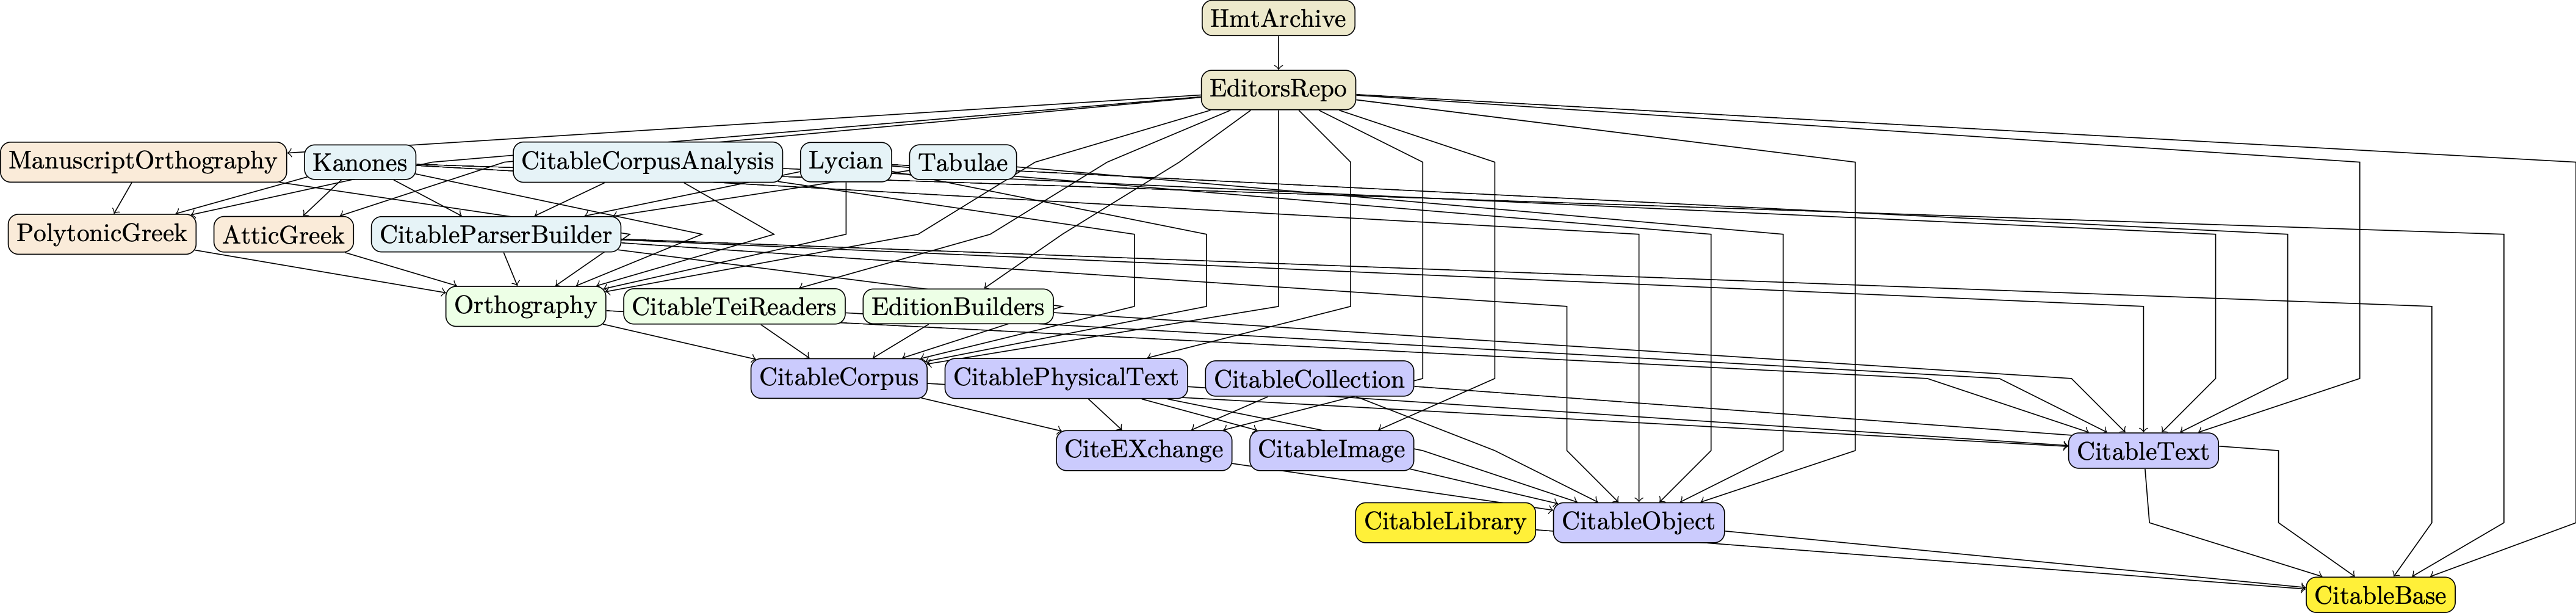 HmtArchive
EditorsRepo
ManuscriptOrthography
Kanones
CitableCorpusAnalysis
Lycian
Tabulae
PolytonicGreek
AtticGreek
CitableParserBuilder
Orthography
CitableTeiReaders
EditionBuilders
CitableCorpus
CitablePhysicalText
CitableCollection
CiteEXchange
CitableImage
CitableText
CitableLibrary
CitableObject
CitableBase